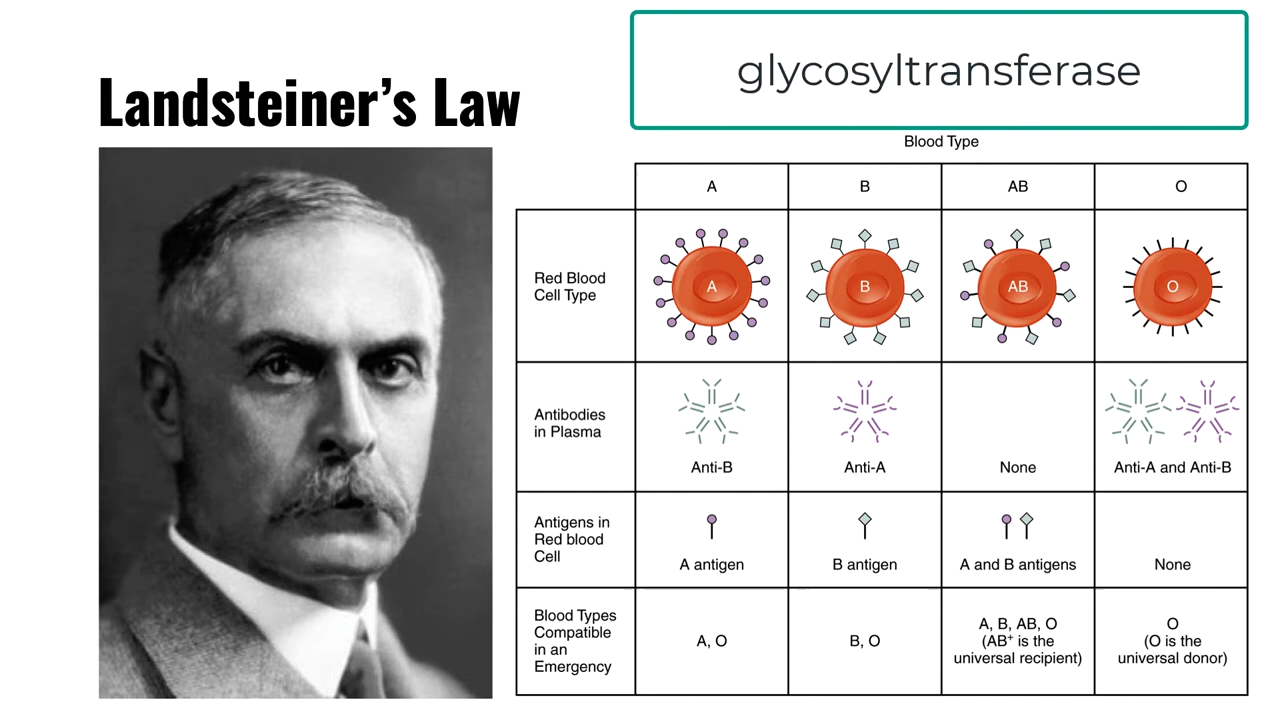 Landsteiner's Law
glycosyltransferase
Blood Type
A
B
AB
O
Red Blood
Cell Type
A
B
AB
O
Antibodies
in Plasma
Anti-B
Anti-A
None
Anti-A and Anti-B
Antigens in
Red blood
Cell
A antigen
B antigen
A and B antigens
None
Blood Types
Compatible
in an
Emergency
A, O
B, O
A, B, AB, O
(AB⁺ is the
universal recipient)
O
(O is the
universal donor)